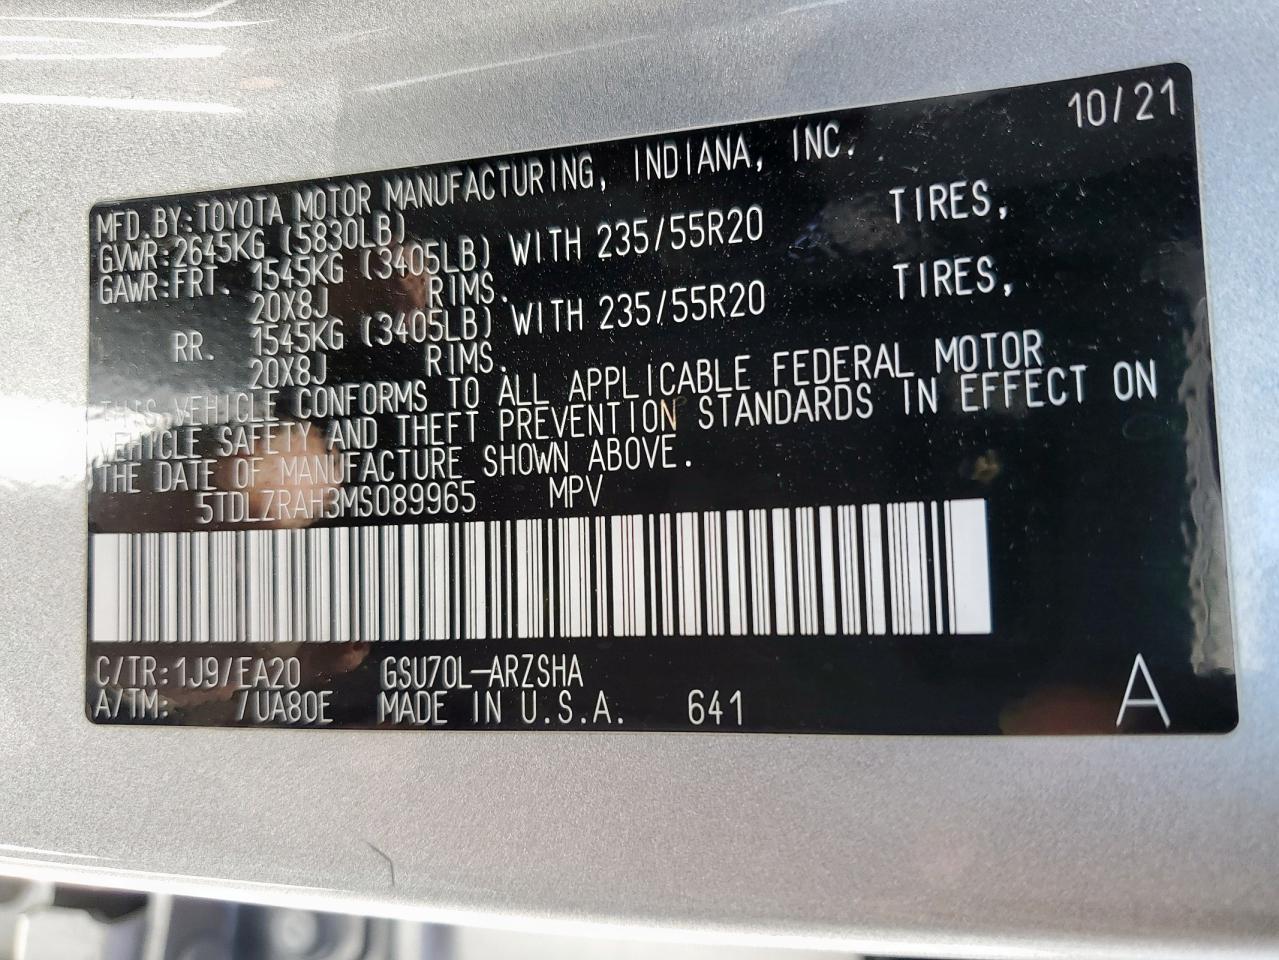 10/21
MFD.BY:TOYOTA MOTOR MANUFACTURING, INDIANA, INC.
GVWR:2645KG (5830LB)
GAWR:FRT. 1545KG (3405LB) WITH 235/55R20 TIRES,
20X8J RIMS.
RR. 1545KG (3405LB) WITH 235/55R20 TIRES,
20X8J RIMS.
THIS VEHICLE CONFORMS TO ALL APPLICABLE FEDERAL MOTOR
VEHICLE SAFETY AND THEFT PREVENTION STANDARDS IN EFFECT ON
THE DATE OF MANUFACTURE SHOWN ABOVE.
5TDLZRAH3MS089965 MPV
C/TR:1J9/EA20 GSU70L-ARZSHA
A/TM: /UA80E MADE IN U.S.A. 641
A